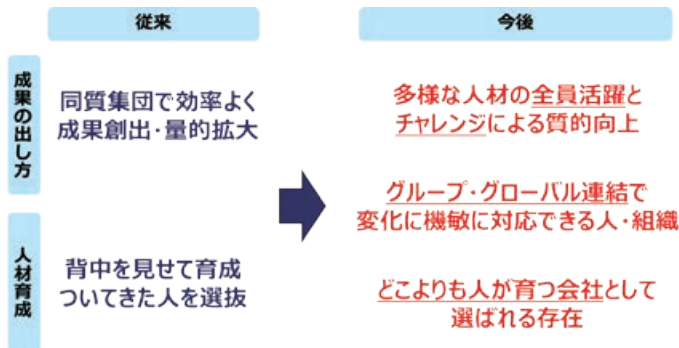 従来
今後
成果の出し方
同質集団で効率よく
成果創出・量的拡大
多様な人材の全員活躍と
チャレンジによる質的向上
グループ・グローバル連結で
変化に機敏に対応できる人・組織
人材育成
背中を見せて育成
ついてきた人を選抜
どこよりも人が育つ会社として
選ばれる存在